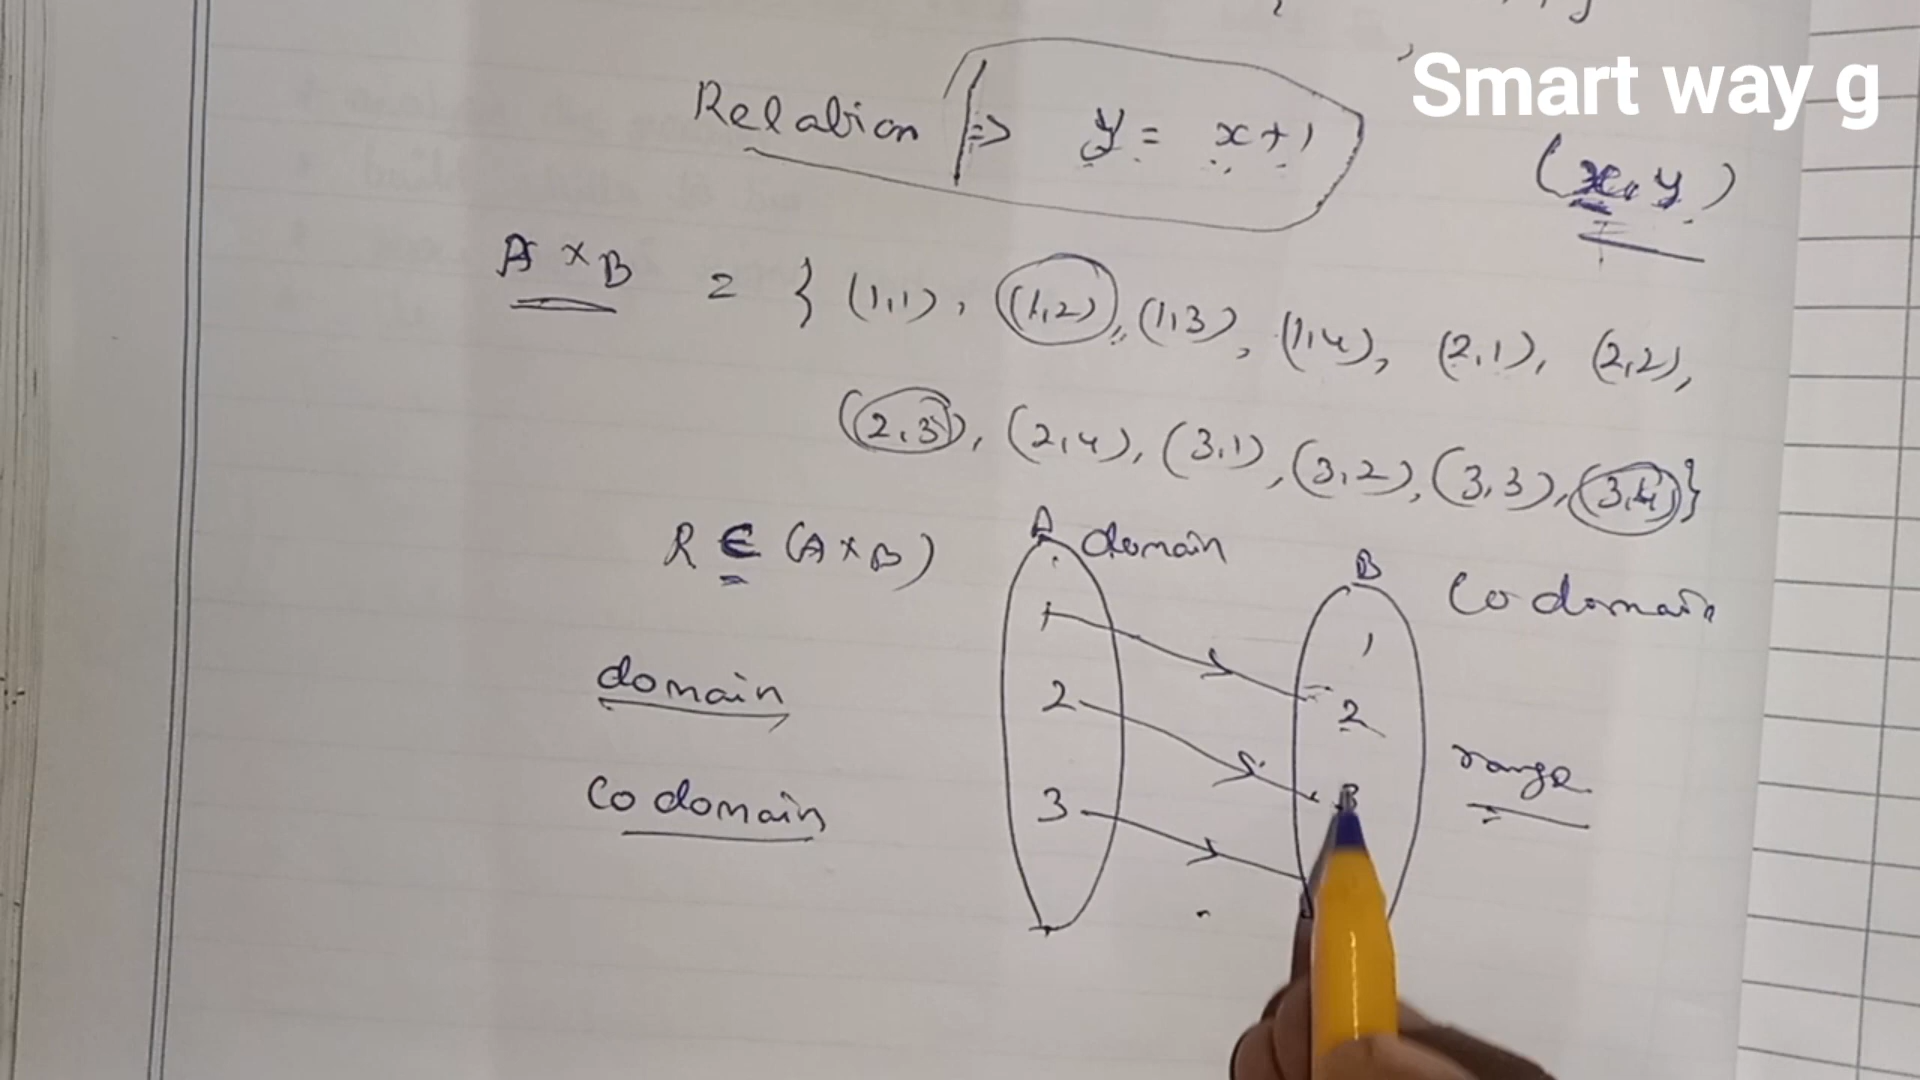 Smart way g
Relation |=> y = x+1
(x, y)
A × B = { (1,1), (1,2), (1,3), (1,4), (2,1), (2,2),
(2,3), (2,4), (3,1), (3,2), (3,3), (3,4)}
R ∈ (A × B)
A domain
B
Co domain
1
2
3
1
2
3
range
domain
Co domain